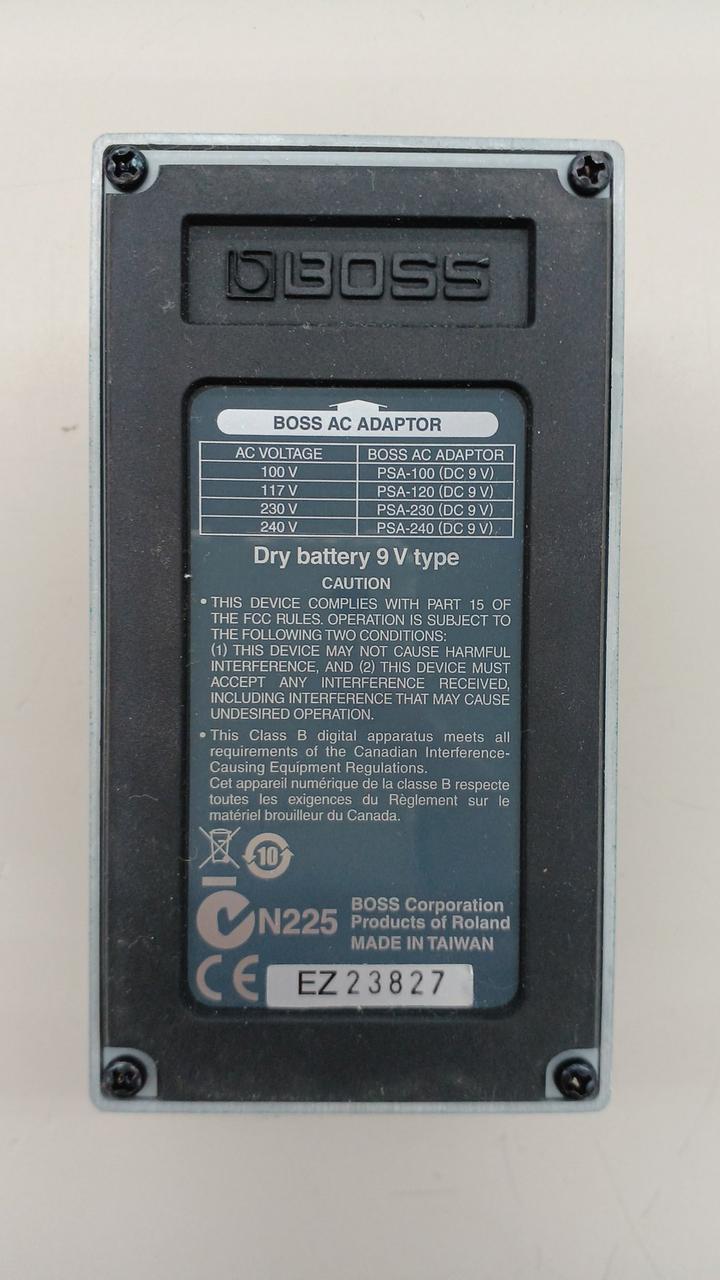 BOSS
BOSS AC ADAPTOR
AC VOLTAGE BOSS AC ADAPTOR
100 V PSA-100 (DC 9 V)
117 V PSA-120 (DC 9 V)
230 V PSA-230 (DC 9 V)
240 V PSA-240 (DC 9 V)
Dry battery 9 V type
CAUTION
• THIS DEVICE COMPLIES WITH PART 15 OF
THE FCC RULES. OPERATION IS SUBJECT TO
THE FOLLOWING TWO CONDITIONS:
(1) THIS DEVICE MAY NOT CAUSE HARMFUL
INTERFERENCE, AND (2) THIS DEVICE MUST
ACCEPT ANY INTERFERENCE RECEIVED,
INCLUDING INTERFERENCE THAT MAY CAUSE
UNDESIRED OPERATION.
• This Class B digital apparatus meets all
requirements of the Canadian Interference-
Causing Equipment Regulations.
Cet appareil numérique de la classe B respecte
toutes les exigences du Règlement sur le
matériel brouilleur du Canada.
10
N225
BOSS Corporation
Products of Roland
MADE IN TAIWAN
CE
EZ23827